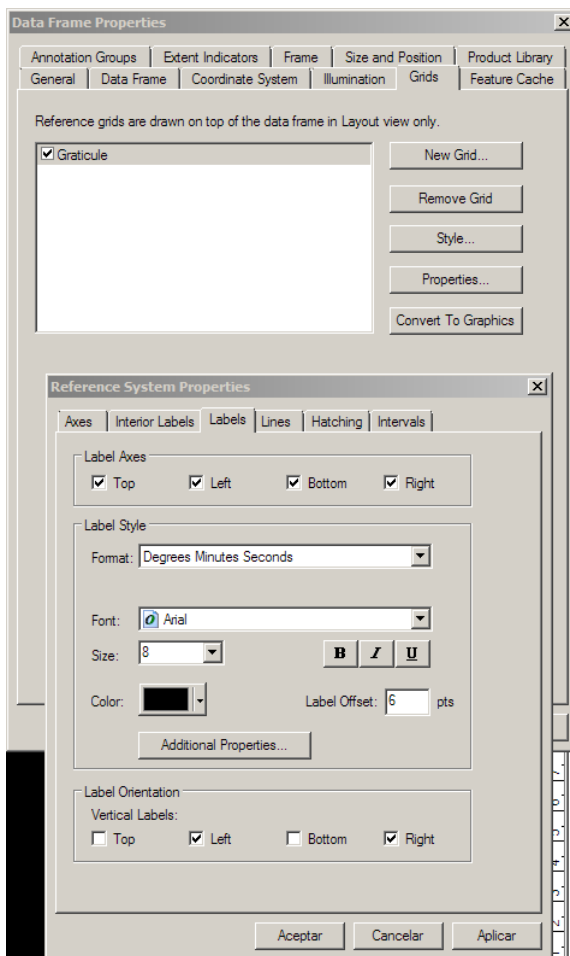 Data Frame Properties
Annotation Groups Extent Indicators Frame Size and Position Product Library
General Data Frame Coordinate System Illumination Grids Feature Cache
Reference grids are drawn on top of the data frame in Layout view only.
Graticule
New Grid...
Remove Grid
Style...
Properties...
Convert To Graphics
Reference System Properties
Axes Interior Labels Labels Lines Hatching Intervals
Label Axes
Top Left Bottom Right
Label Style
Format: Degrees Minutes Seconds
Font: Arial
Size: 8 B I U
Color: Label Offset: 6 pts
Additional Properties...
Label Orientation
Vertical Labels:
Top Left Bottom Right
Aceptar Cancelar Aplicar